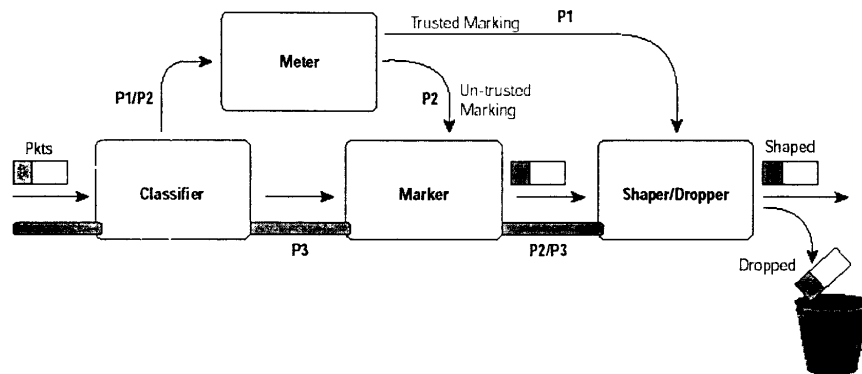 Trusted Marking
P1
Meter
P1/P2
P2
Un-trusted
Marking
Pkts
Shaped
Classifier
Marker
Shaper/Dropper
P3
P2/P3
Dropped